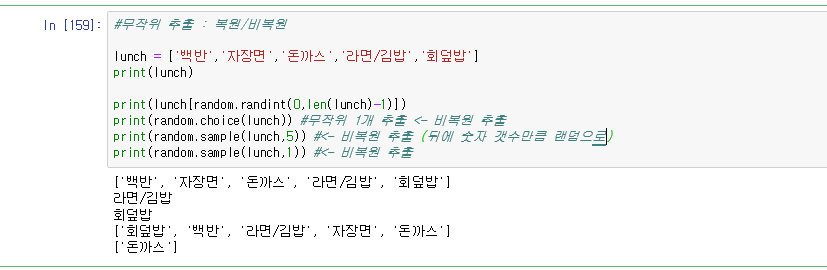 In [159]: #무작위 추출 : 복원/비복원
lunch = ['백반','자장면','돈까스','라면/김밥','회덮밥']
print(lunch)
print(lunch[random.randint(0,len(lunch)-1)])
print(random.choice(lunch)) #무작위 1개 추출 <- 비복원 추출
print(random.sample(lunch,5)) #<- 비복원 추출 (뒤에 숫자 갯수만큼 랜덤으로)
print(random.sample(lunch,1)) #<- 비복원 추출
['백반', '자장면', '돈까스', '라면/김밥', '회덮밥']
라면/김밥
회덮밥
['회덮밥', '백반', '라면/김밥', '자장면', '돈까스']
['돈까스']